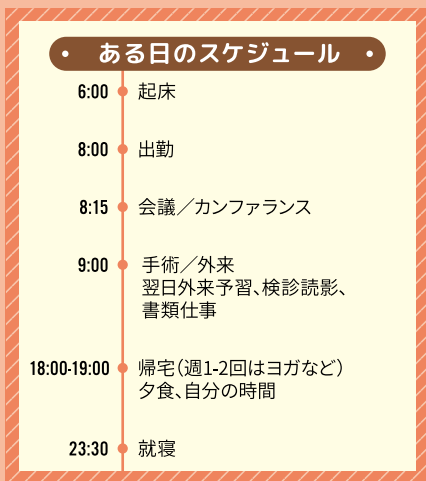 ある日のスケジュール
6:00 起床
8:00 出勤
8:15 会議／カンファランス
9:00 手術／外来
翌日外来予習、検診読影、
書類仕事
18:00-19:00 帰宅（週1-2回はヨガなど）
夕食、自分の時間
23:30 就寝